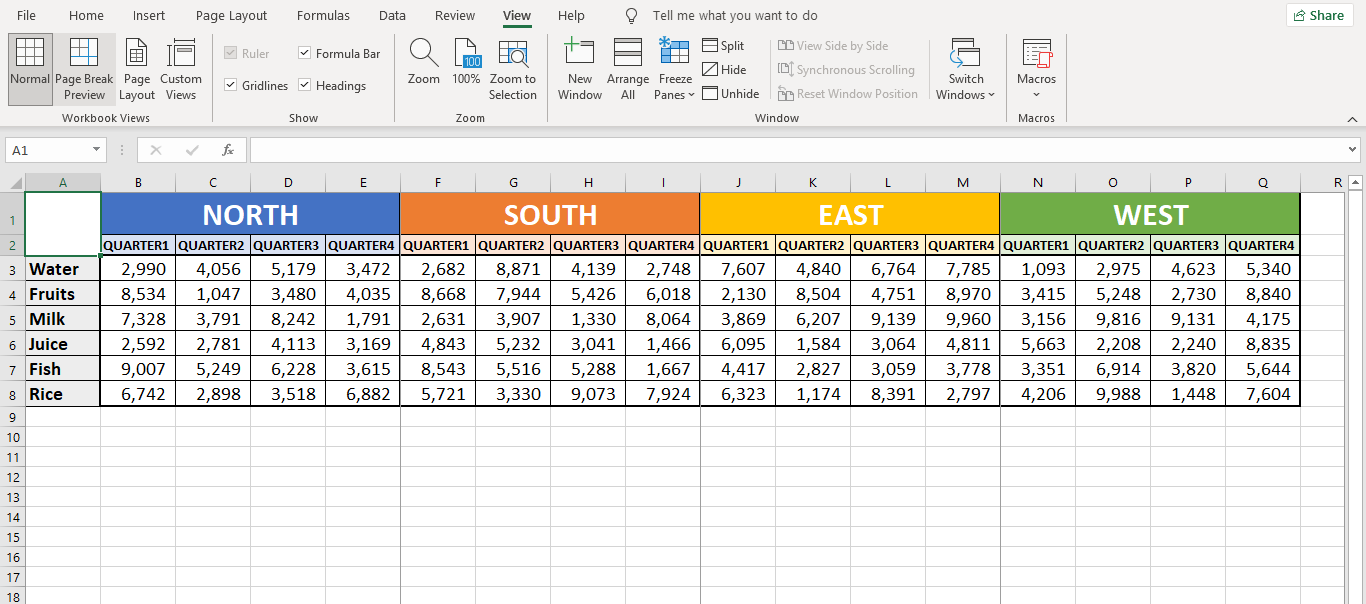 File Home Insert Page Layout Formulas Data Review View Help Tell me what you want to do Share
Normal
Page Break
Preview
Page
Layout
Custom
Views
Workbook Views
Ruler
Formula Bar
Gridlines
Headings
Show
Zoom
100
100%
Zoom to
Selection
Zoom
New
Window
Arrange
All
Freeze
Panes
Split
Hide
Unhide
View Side by Side
Synchronous Scrolling
Reset Window Position
Window
Switch
Windows
Macros
Macros
A1 fx
A B C D E F G H I J K L M N O P Q R
1 NORTH SOUTH EAST WEST
2 QUARTER1 QUARTER2 QUARTER3 QUARTER4 QUARTER1 QUARTER2 QUARTER3 QUARTER4 QUARTER1 QUARTER2 QUARTER3 QUARTER4 QUARTER1 QUARTER2 QUARTER3 QUARTER4
3 Water 2,990 4,056 5,179 3,472 2,682 8,871 4,139 2,748 7,607 4,840 6,764 7,785 1,093 2,975 4,623 5,340
4 Fruits 8,534 1,047 3,480 4,035 8,668 7,944 5,426 6,018 2,130 8,504 4,751 8,970 3,415 5,248 2,730 8,840
5 Milk 7,328 3,791 8,242 1,791 2,631 3,907 1,330 8,064 3,869 6,207 9,139 9,960 3,156 9,816 9,131 4,175
6 Juice 2,592 2,781 4,113 3,169 4,843 5,232 3,041 1,466 6,095 1,584 3,064 4,811 5,663 2,208 2,240 8,835
7 Fish 9,007 5,249 6,228 3,615 8,543 5,516 5,288 1,667 4,417 2,827 3,059 3,778 3,351 6,914 3,820 5,644
8 Rice 6,742 2,898 3,518 6,882 5,721 3,330 9,073 7,924 6,323 1,174 8,391 2,797 4,206 9,988 1,448 7,604
9
10
11
12
13
14
15
16
17
18